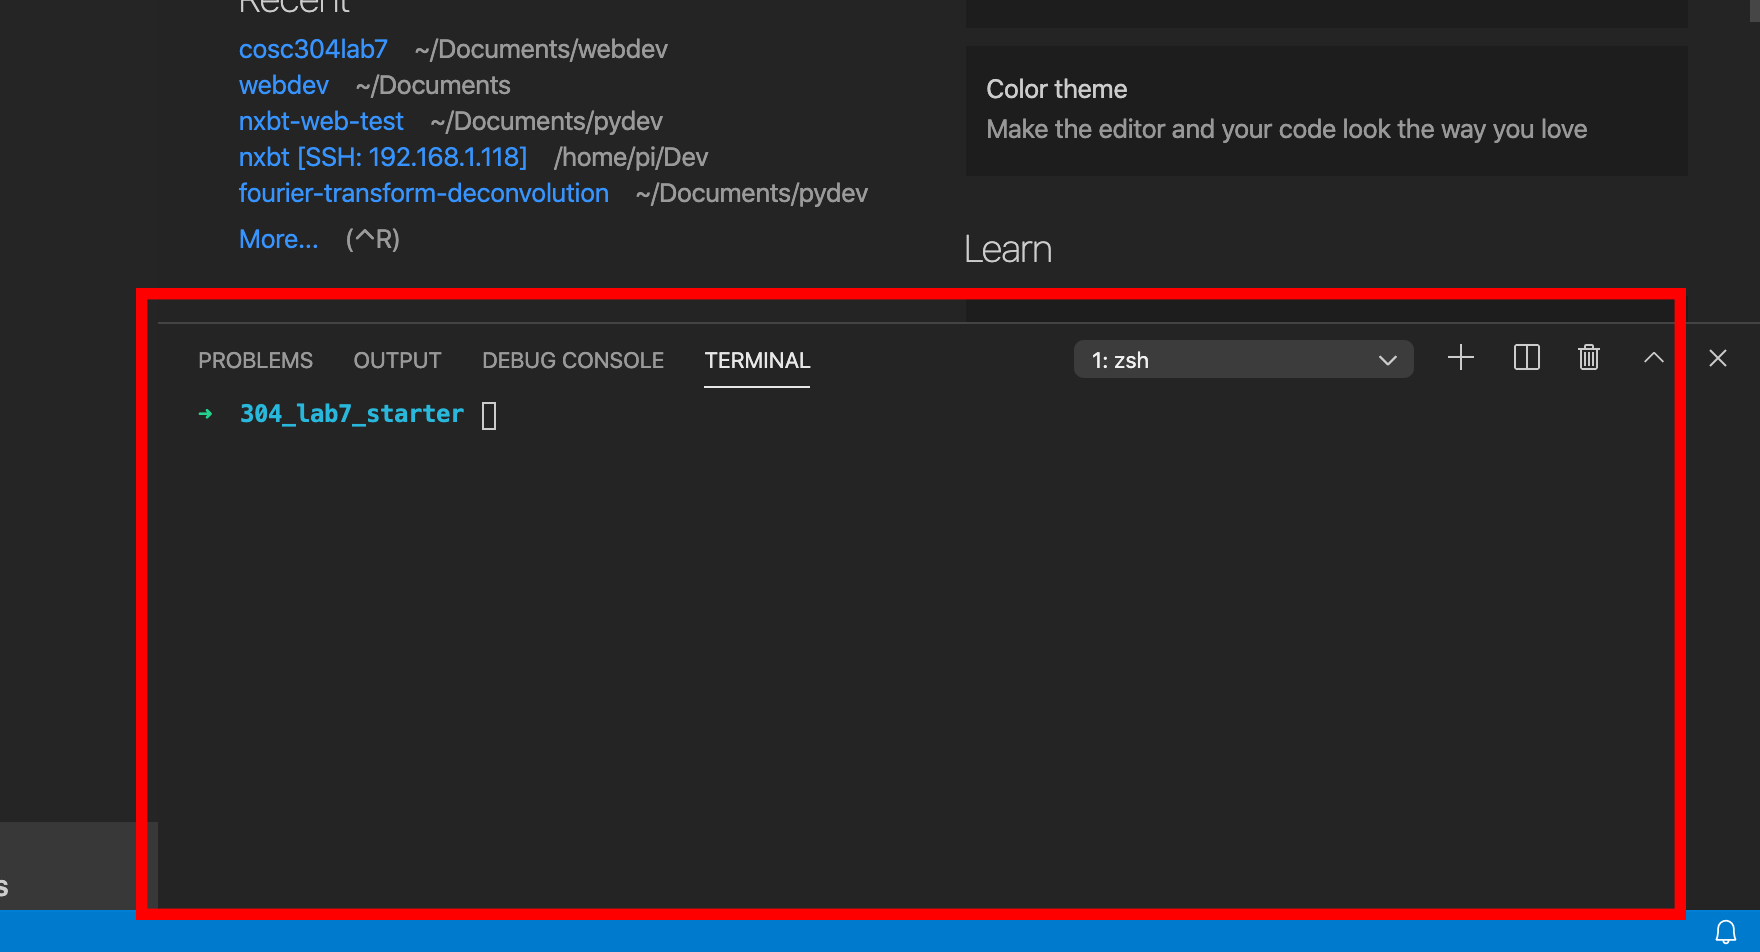 Recent
cosc304lab7 ~/Documents/webdev
webdev ~/Documents
nxbt-web-test ~/Documents/pydev
nxbt [SSH: 192.168.1.118] /home/pi/Dev
fourier-transform-deconvolution ~/Documents/pydev
More... (^R)
Color theme
Make the editor and your code look the way you love
Learn
PROBLEMS OUTPUT DEBUG CONSOLE TERMINAL 1: zsh
➜ 304_lab7_starter
s